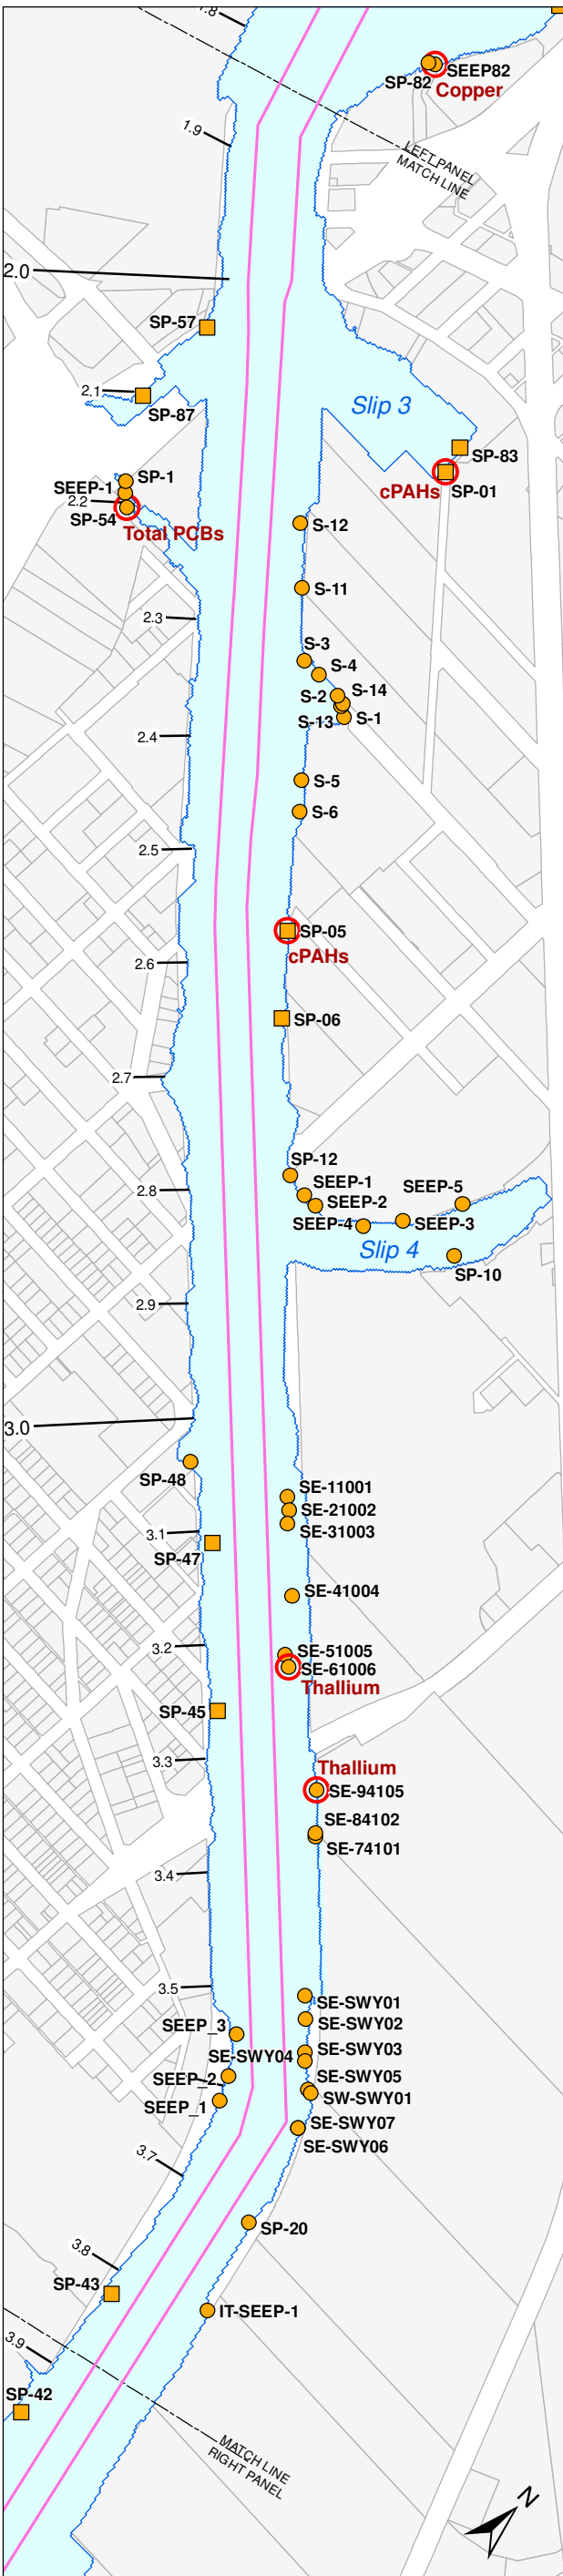 1.8
SEEP82
SP-82
Copper
1.9
LEFT PANEL
MATCH LINE
2.0
SP-57
2.1
SP-87
Slip 3
SP-83
SP-1
SEEP-1
cPAHs
SP-01
2.2
SP-54
Total PCBs
S-12
S-11
2.3
S-3
S-4
S-14
S-2
S-13
S-1
2.4
S-5
S-6
2.5
SP-05
cPAHs
2.6
SP-06
2.7
SP-12
SEEP-1
2.8
SEEP-5
SEEP-2
SEEP-4
SEEP-3
Slip 4
SP-10
2.9
3.0
SP-48
SE-11001
SE-21002
SE-31003
3.1
SP-47
SE-41004
3.2
SE-51005
SE-61006
Thallium
SP-45
3.3
Thallium
SE-94105
SE-84102
SE-74101
3.4
3.5
SE-SWY01
SE-SWY02
SEEP_3
SE-SWY03
SE-SWY04
SE-SWY05
SEEP_2
SW-SWY01
SEEP_1
SE-SWY07
SE-SWY06
3.7
SP-20
3.8
SP-43
IT-SEEP-1
3.9
SP-42
MATCH LINE
RIGHT PANEL
N